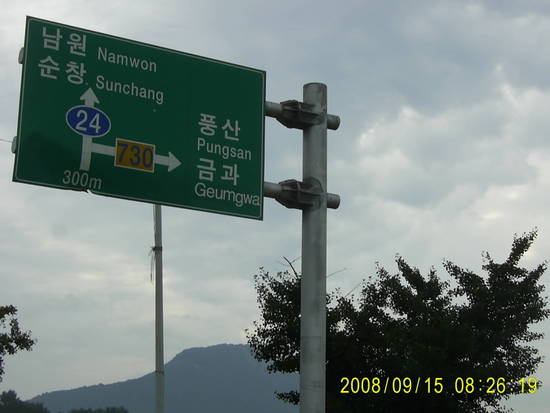 남원 Namwon
순창 Sunchang
24
730
풍산
Pungsan
금과
Geumgwa
300m
2008/09/15 08:26:19